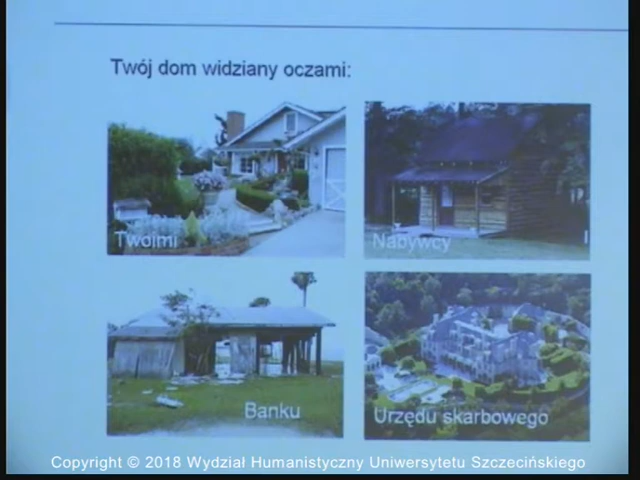 Twój dom widziany oczami:
Twoimi
Nabywcy
Banku
Urzędu skarbowego
Copyright © 2018 Wydział Humanistyczny Uniwersytetu Szczecińskiego